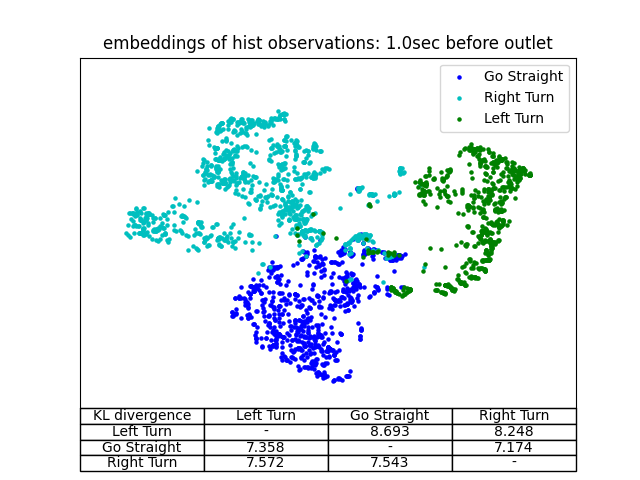 embeddings of hist observations: 1.0sec before outlet
Go Straight
Right Turn
Left Turn
KL divergence Left Turn Go Straight Right Turn
Left Turn - 8.693 8.248
Go Straight 7.358 - 7.174
Right Turn 7.572 7.543 -